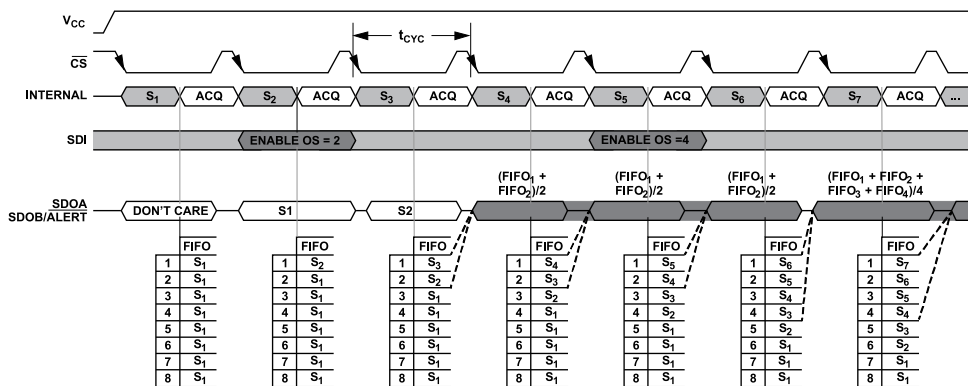 VCC
tCYC
CS
INTERNAL S1 ACQ S2 ACQ S3 ACQ S4 ACQ S5 ACQ S6 ACQ S7 ACQ ...
SDI ENABLE OS = 2 ENABLE OS =4
(FIFO1 + FIFO2)/2 (FIFO1 + FIFO2)/2 (FIFO1 + FIFO2)/2 (FIFO1 + FIFO2 + FIFO3 + FIFO4)/4
SDOA
SDOB/ALERT DON'T CARE S1 S2
FIFO FIFO FIFO FIFO FIFO FIFO FIFO
1 S1 1 S2 1 S3 1 S4 1 S5 1 S6 1 S7
2 S1 2 S1 2 S2 2 S3 2 S4 2 S5 2 S6
3 S1 3 S1 3 S1 3 S2 3 S3 3 S4 3 S5
4 S1 4 S1 4 S1 4 S1 4 S2 4 S3 4 S4
5 S1 5 S1 5 S1 5 S1 5 S1 5 S2 5 S3
6 S1 6 S1 6 S1 6 S1 6 S1 6 S1 6 S2
7 S1 7 S1 7 S1 7 S1 7 S1 7 S1 7 S1
8 S1 8 S1 8 S1 8 S1 8 S1 8 S1 8 S1